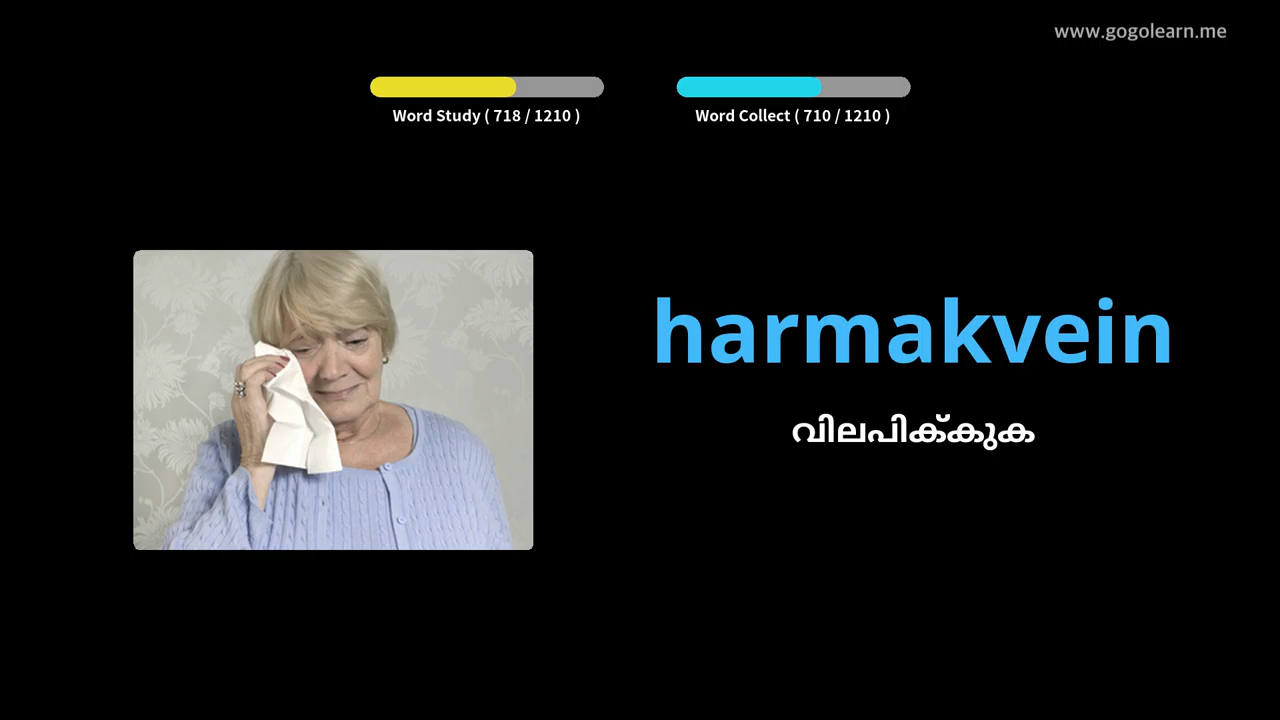 www.gogolearn.me
Word Study ( 718 / 1210 )
Word Collect ( 710 / 1210 )
harmakvein
വിലപിക്കുക